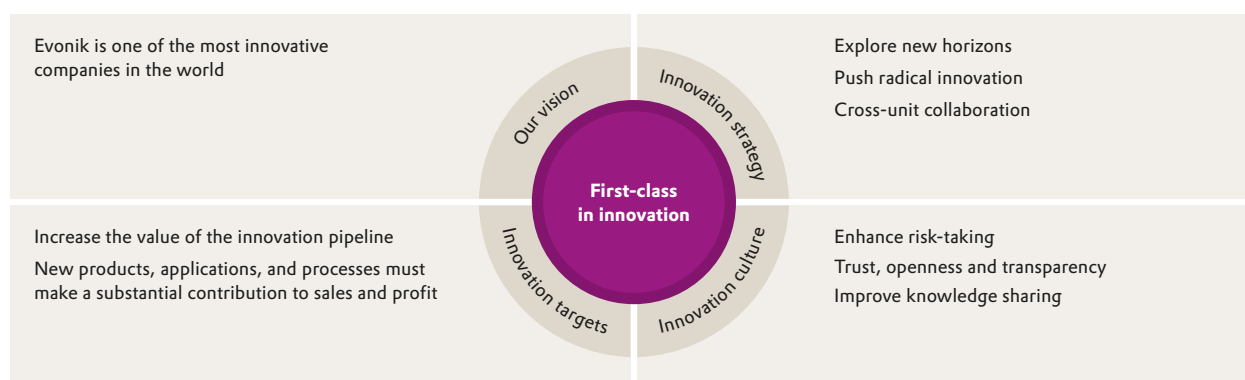 Evonik is one of the most innovative
companies in the world
Our vision
Innovation strategy
Explore new horizons
Push radical innovation
Cross-unit collaboration
First-class
in innovation
Increase the value of the innovation pipeline
New products, applications, and processes must
make a substantial contribution to sales and profit
Innovation targets
Innovation culture
Enhance risk-taking
Trust, openness and transparency
Improve knowledge sharing